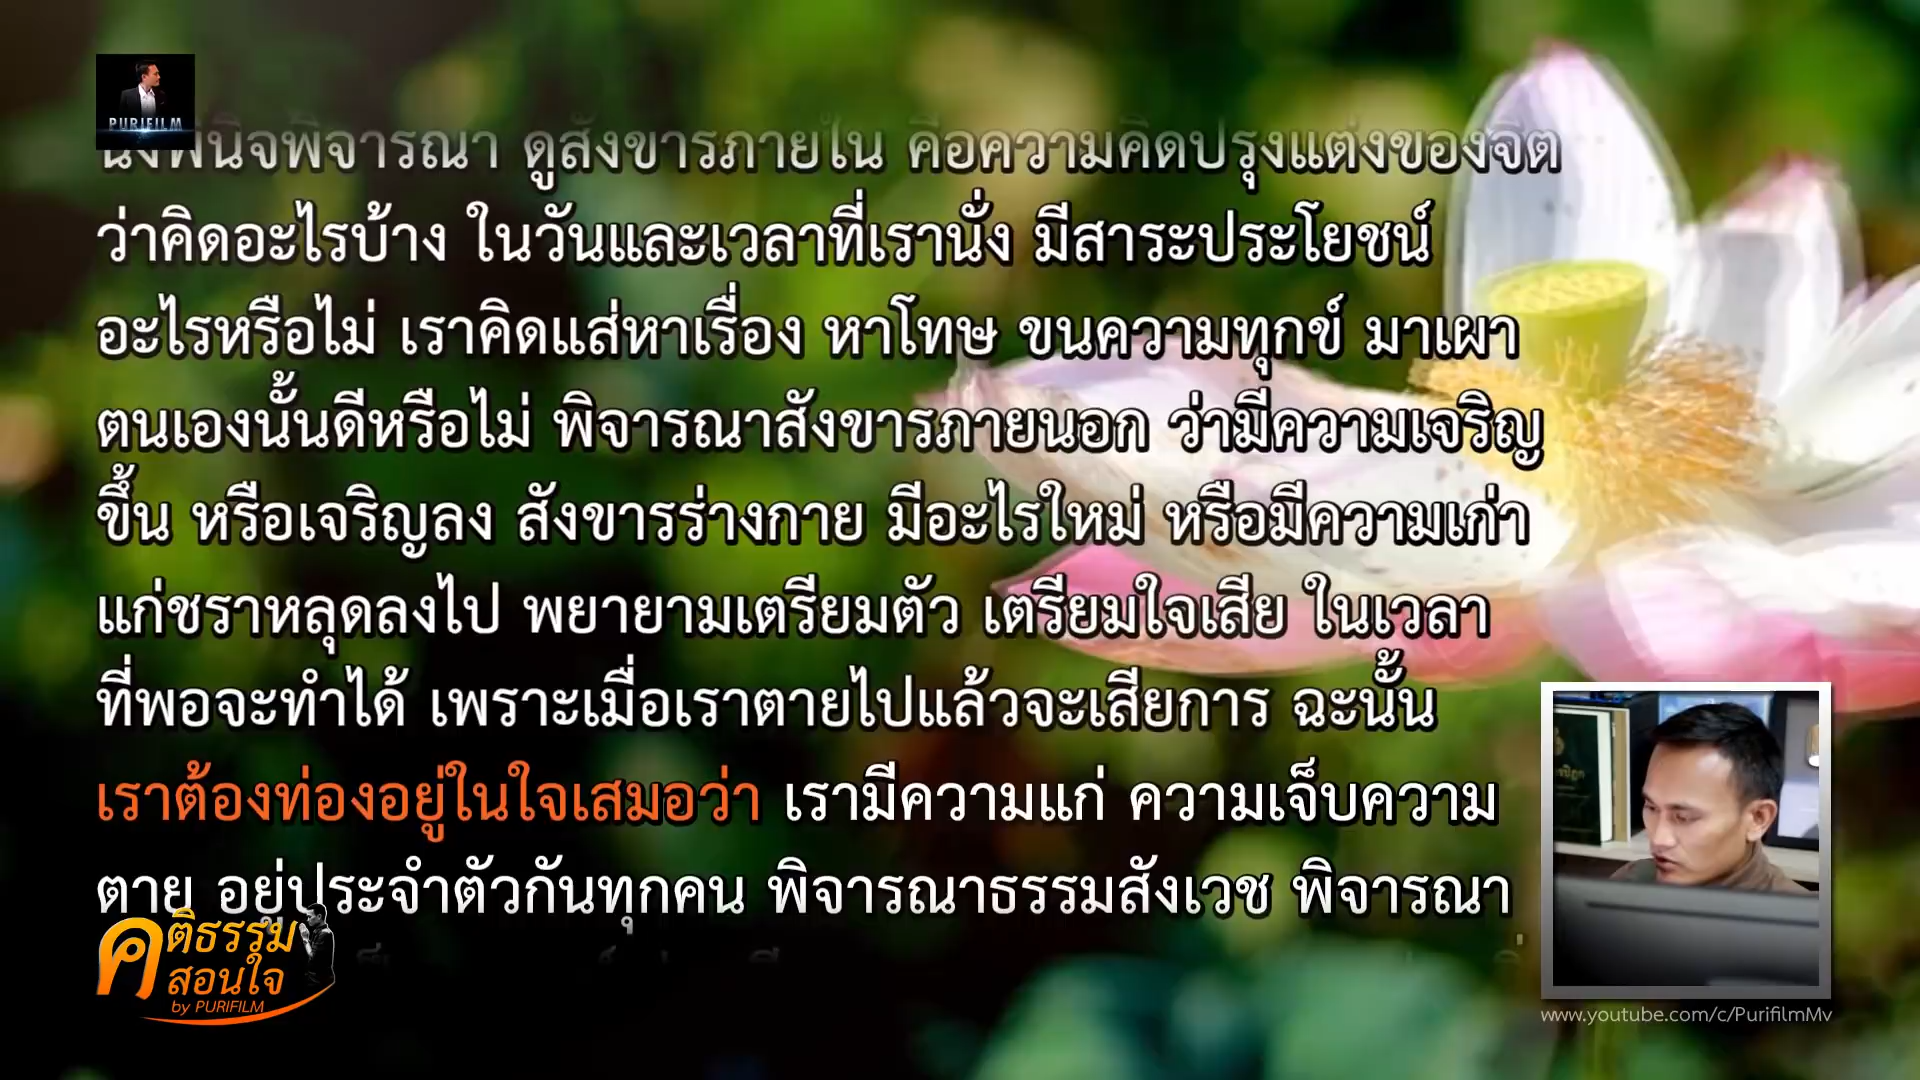 PURIFILM
นั่งพินิจพิจารณา ดูสังขารภายใน คือความคิดปรุงแต่งของจิต
ว่าคิดอะไรบ้าง ในวันและเวลาที่เรานั่ง มีสาระประโยชน์
อะไรหรือไม่ เราคิดแส่หาเรื่อง หาโทษ ขนความทุกข์ มาเผา
ตนเองนั้นดีหรือไม่ พิจารณาสังขารภายนอก ว่ามีความเจริญ
ขึ้น หรือเจริญลง สังขารร่างกาย มีอะไรใหม่ หรือมีความเก่า
แก่ชราหลุดลงไป พยายามเตรียมตัว เตรียมใจเสีย ในเวลา
ที่พอจะทำได้ เพราะเมื่อเราตายไปแล้วจะเสียการ ฉะนั้น
เราต้องท่องอยู่ในใจเสมอว่า เรามีความแก่ ความเจ็บความ
ตาย อยู่ประจำตัวกันทุกคน พิจารณาธรรมสังเวช พิจารณา
คติธรรม
สอนใจ
by PURIFILM
www.youtube.com/c/PurifilmMv